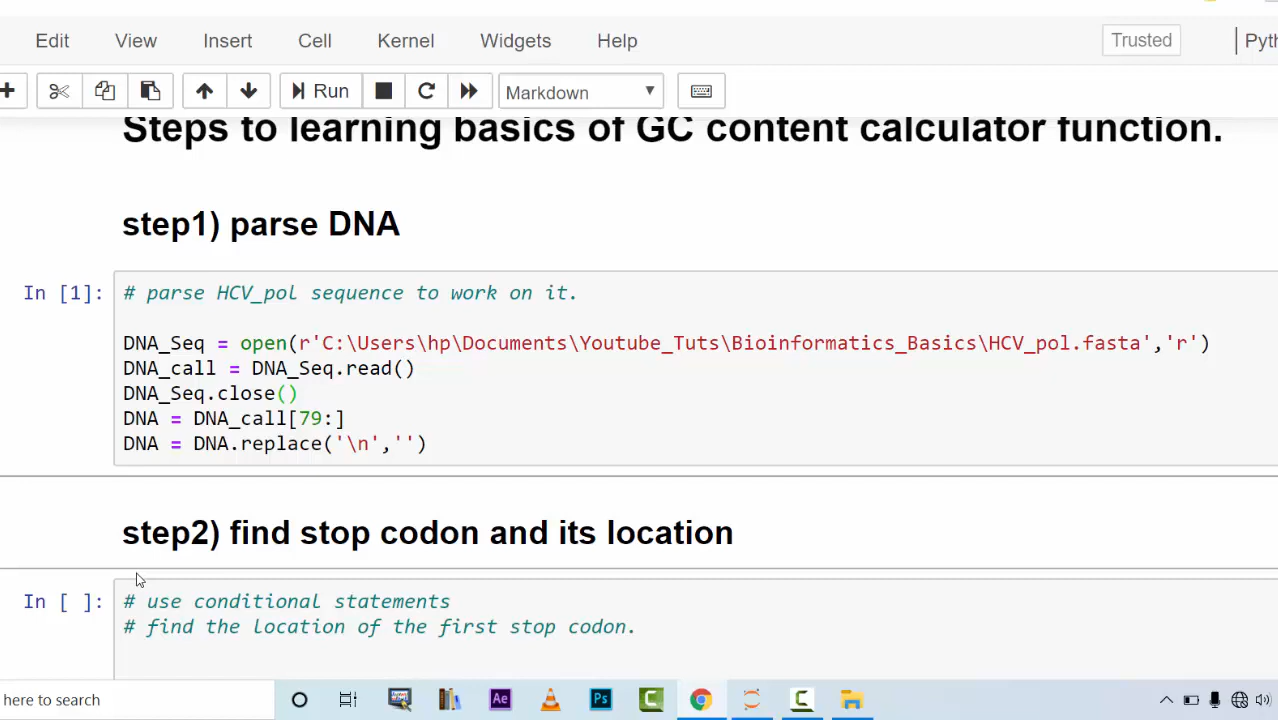 Edit View Insert Cell Kernel Widgets Help Trusted Pyth
Run Markdown
Steps to learning basics of GC content calculator function.
step1) parse DNA
In [1]: # parse HCV_pol sequence to work on it.
DNA_Seq = open(r'C:\Users\hp\Documents\Youtube_Tuts\Bioinformatics_Basics\HCV_pol.fasta','r')
DNA_call = DNA_Seq.read()
DNA_Seq.close()
DNA = DNA_call[79:]
DNA = DNA.replace('\n','')
step2) find stop codon and its location
In [ ]: # use conditional statements
# find the location of the first stop codon.
here to search Ae Ps C C